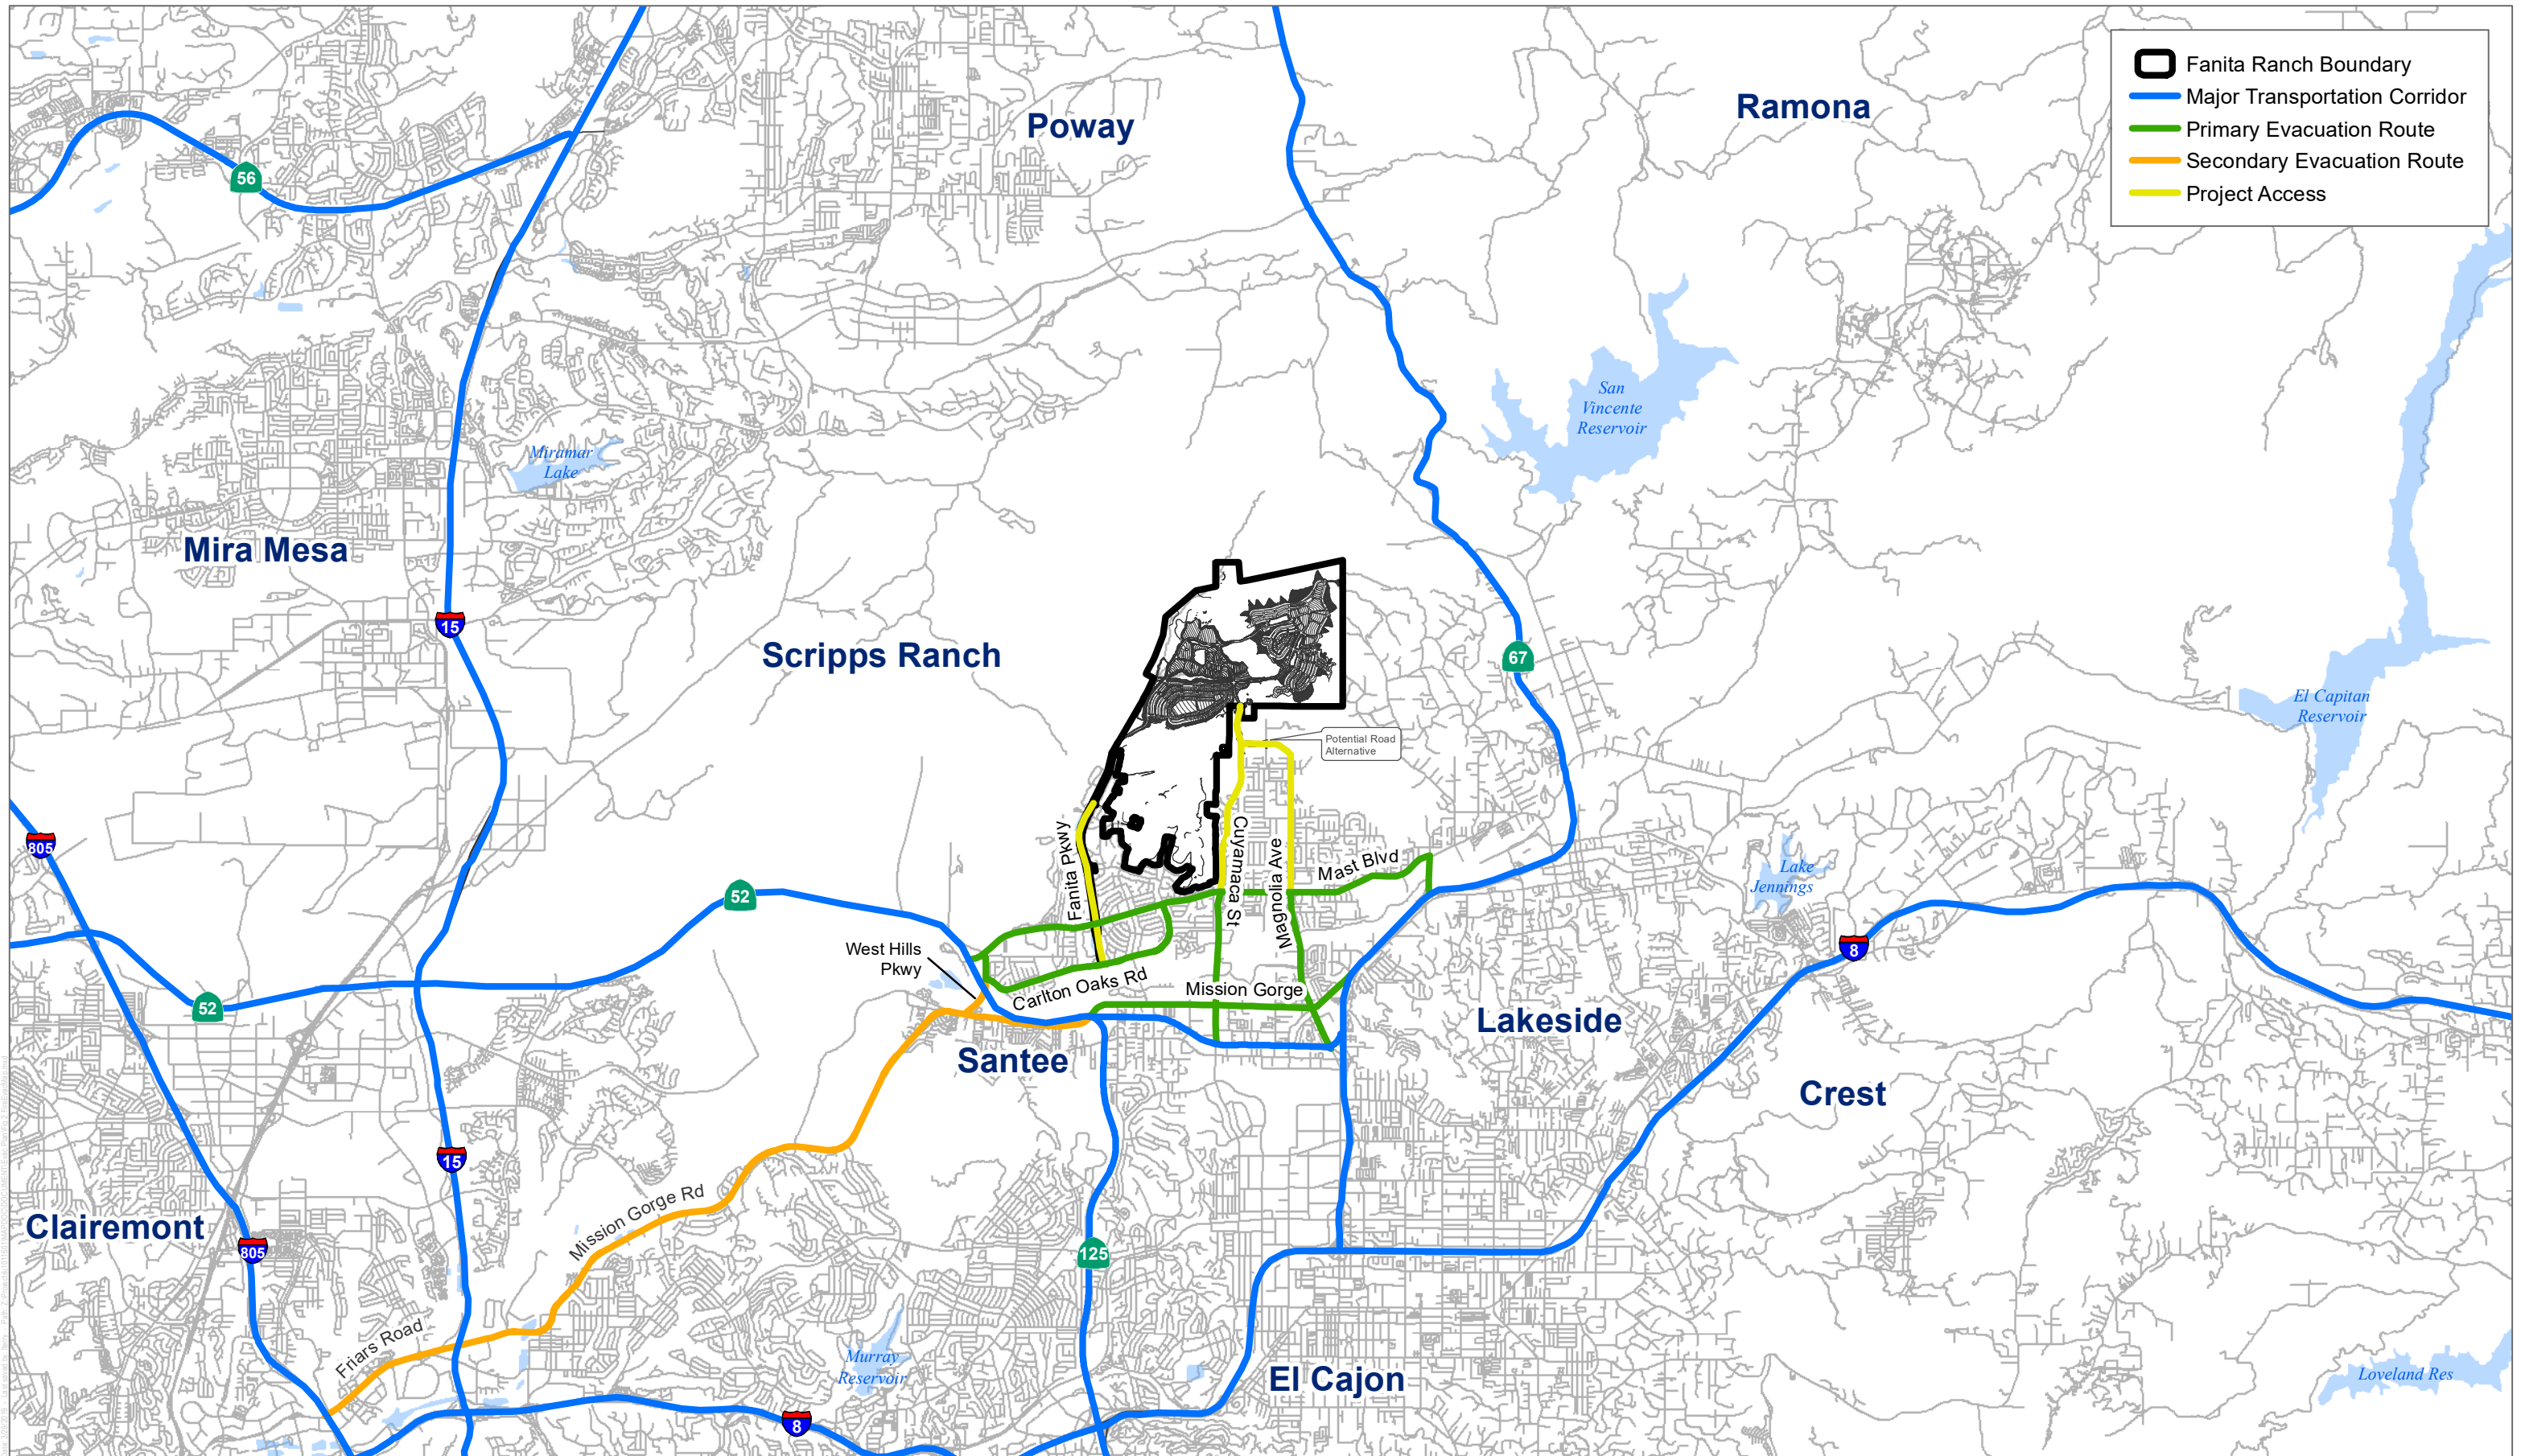 Fanita Ranch Boundary
Major Transportation Corridor
Primary Evacuation Route
Secondary Evacuation Route
Project Access
Ramona
Poway
56
San
Vincente
Reservoir
Miramar
Lake
Mira Mesa
15
Scripps Ranch
67
El Capitan
Reservoir
Potential Road
Alternative
805
Fanita Pkwy
Cuyamaca St
Magnolia Ave
Mast Blvd
Lake
Jennings
52
West Hills
Pkwy
8
Carlton Oaks Rd
Mission Gorge
52
Lakeside
Santee
Crest
15
Mission Gorge Rd
Clairemont
805
125
Friars Road
Murray
Reservoir
El Cajon
Loveland Res
8